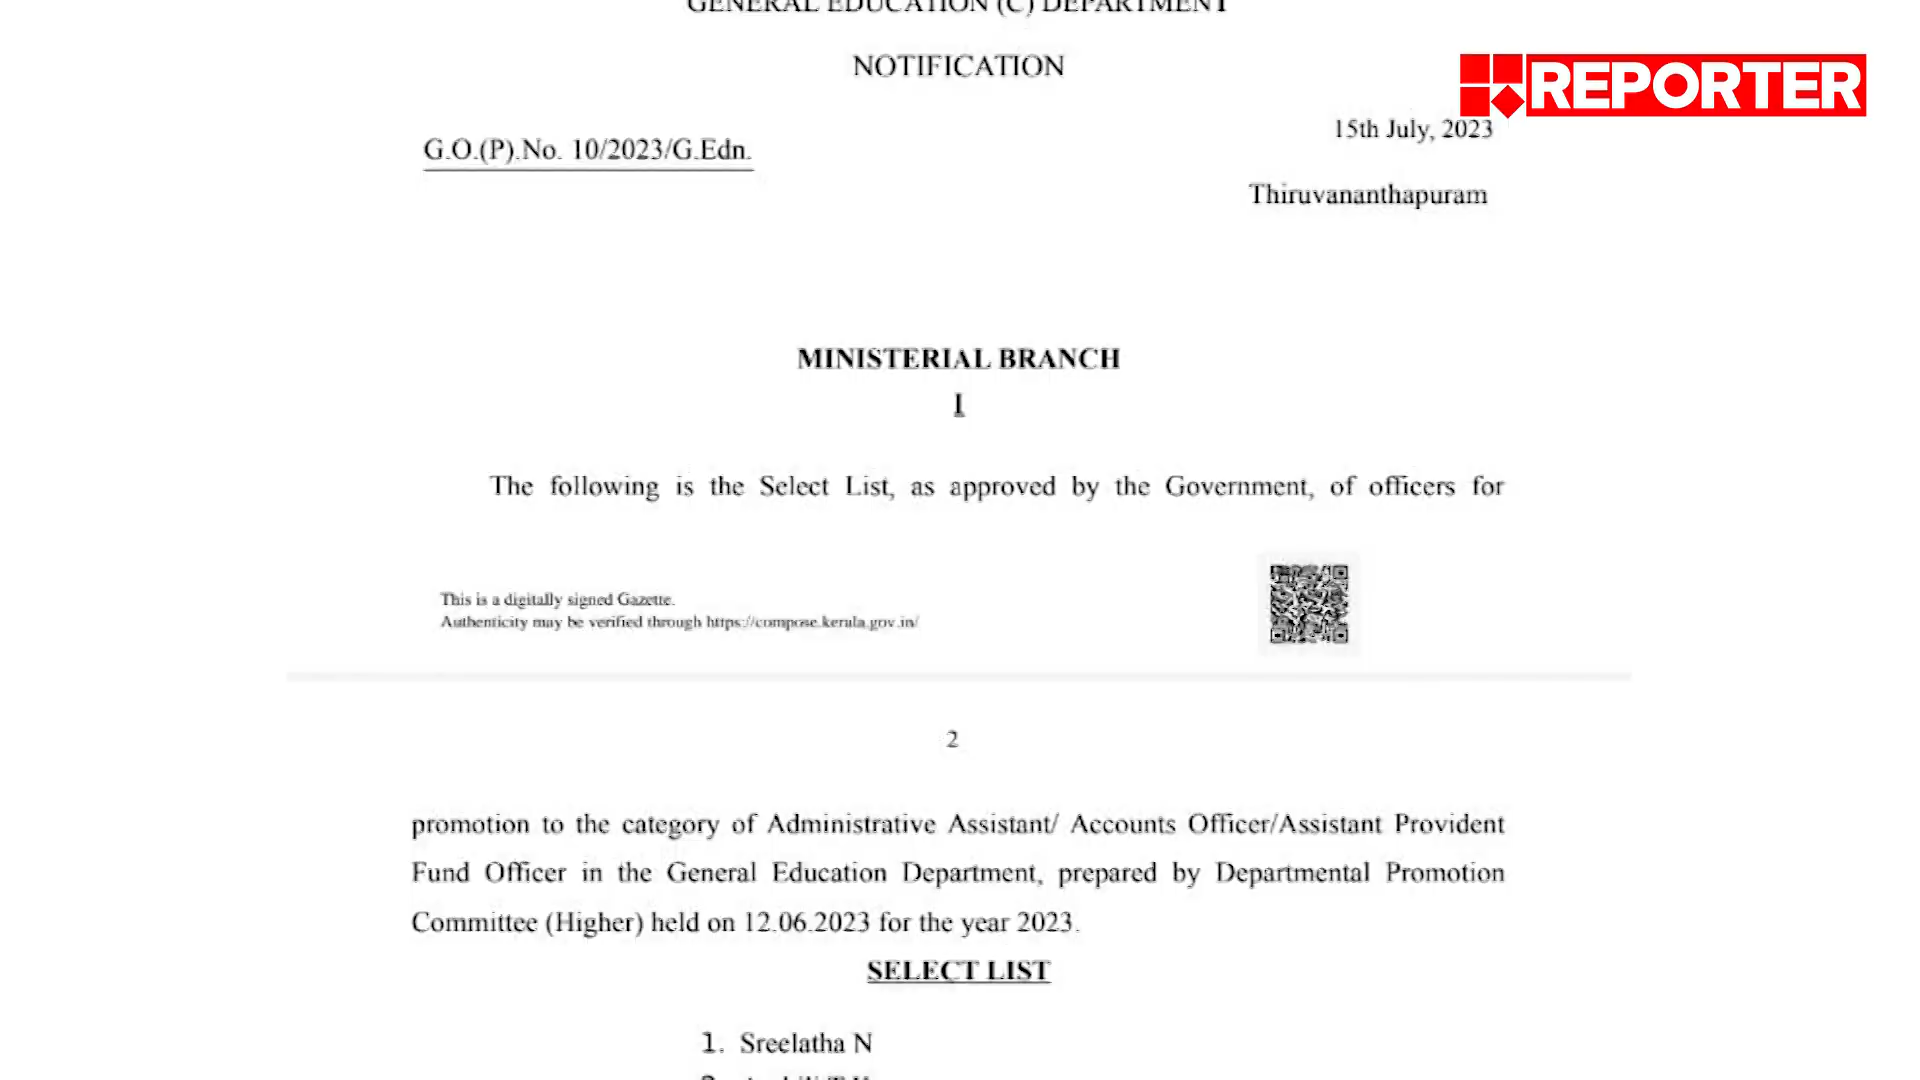 GENERAL EDUCATION (C) DEPARTMENT
NOTIFICATION
REPORTER
15th July, 2023
G.O.(P).No. 10/2023/G.Edn.
Thiruvananthapuram
MINISTERIAL BRANCH
I
The following is the Select List, as approved by the Government, of officers for
This is a digitally signed Gazette.
Authenticity may be verified through https://compose.kerala.gov.in/
2
promotion to the category of Administrative Assistant/ Accounts Officer/Assistant Provident
Fund Officer in the General Education Department, prepared by Departmental Promotion
Committee (Higher) held on 12.06.2023 for the year 2023.
SELECT LIST
1. Sreelatha N